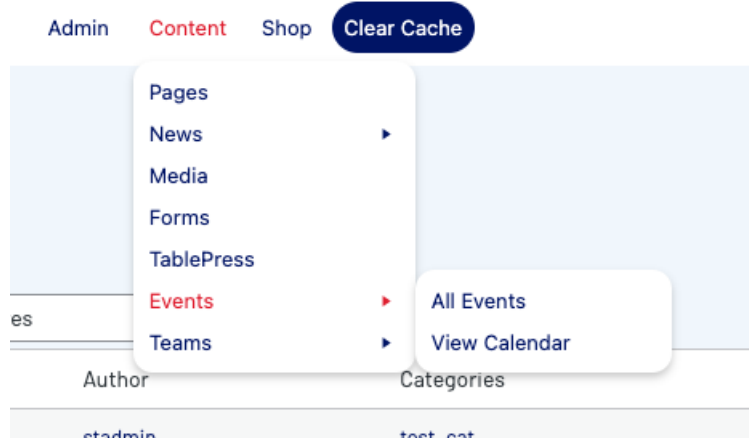 Admin Content Shop Clear Cache
Pages
News
Media
Forms
TablePress
Events
All Events
es
Teams
View Calendar
Author Categories
stadmin test_cat